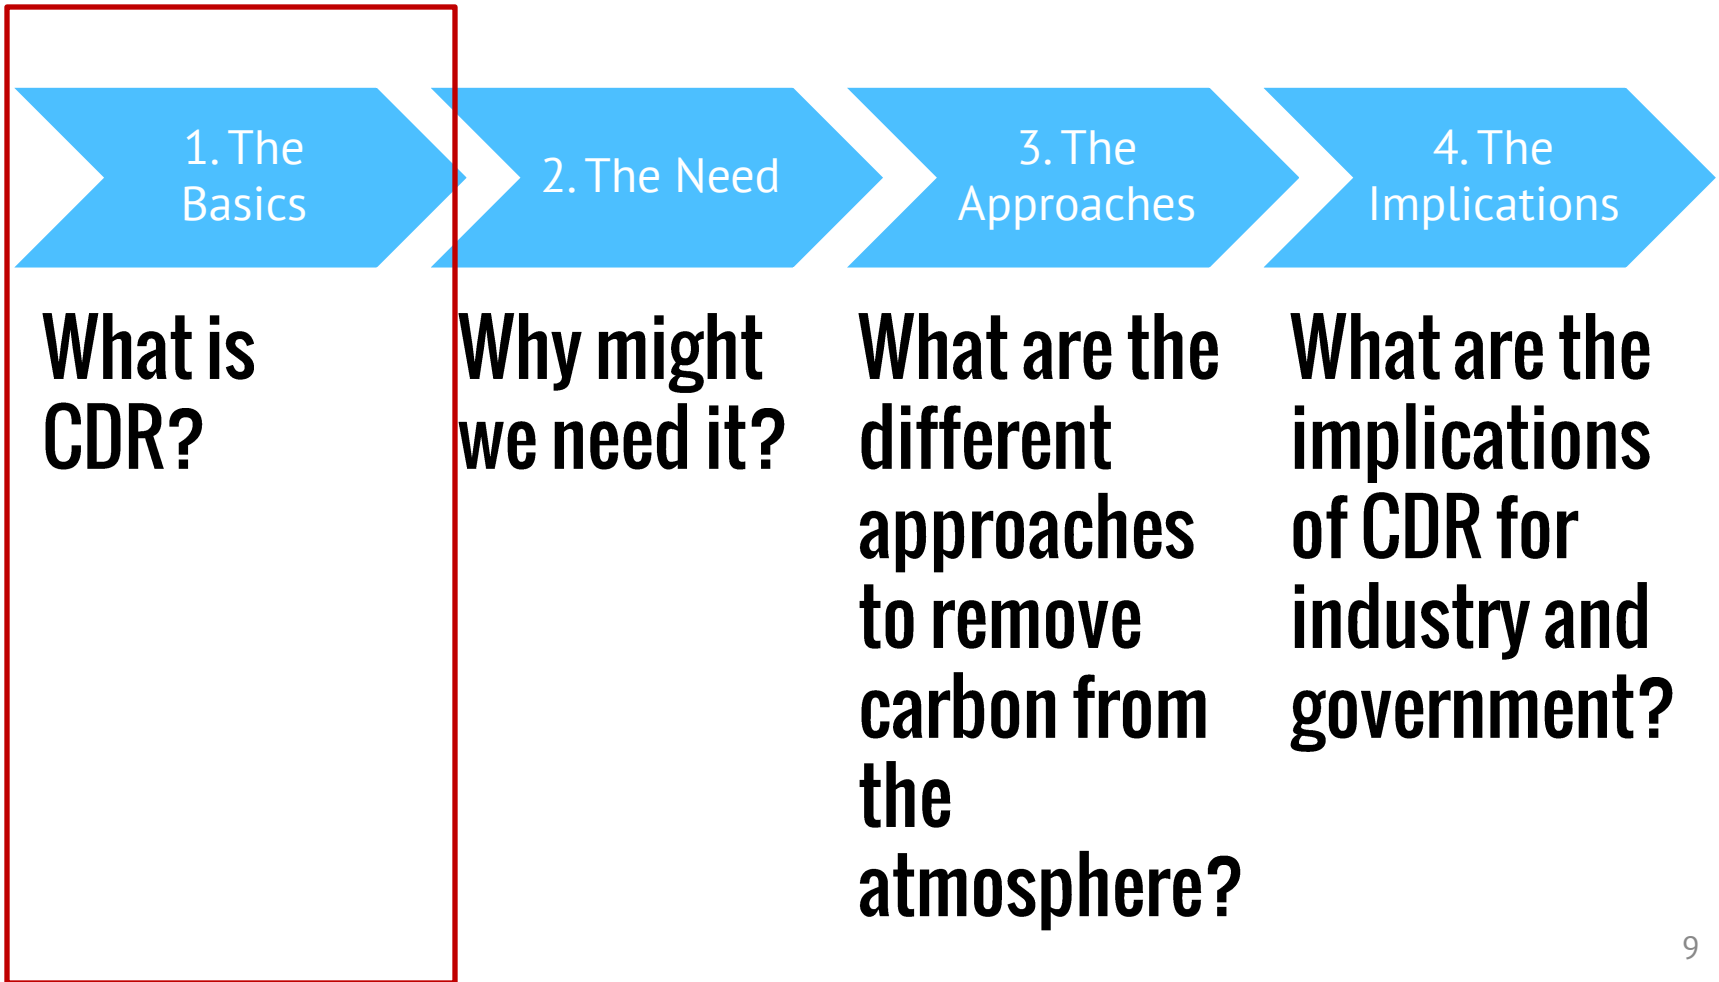 1. The
Basics
2. The Need
3. The
Approaches
4. The
Implications
What is
CDR?
Why might
we need it?
What are the
different
approaches
to remove
carbon from
the
atmosphere?
What are the
implications
of CDR for
industry and
government?
9